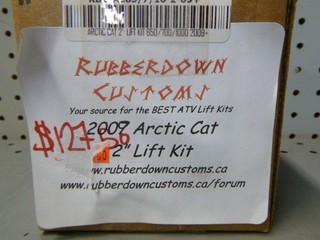 ARCTIC CAT 2" LIFT KIT 650/700/1000 2009+
RUBBERDOWN
CUSTOMS
Your source for the BEST ATV Lift Kits
2009 Arctic Cat
2" Lift Kit
www.rubberdowncustoms.ca
www.rubberdowncustoms.ca/forum